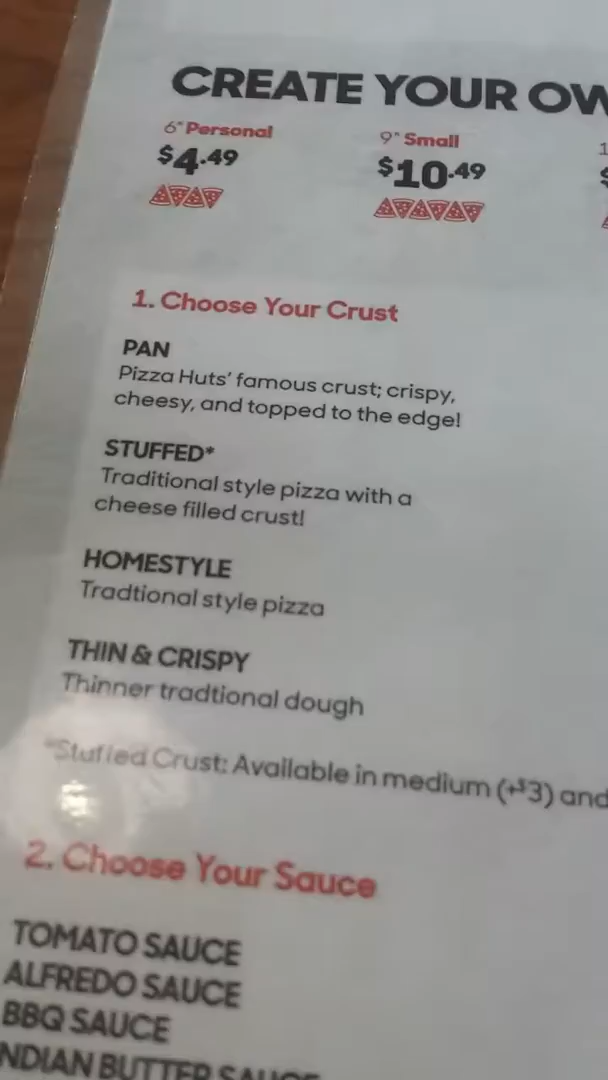 CREATE YOUR
6" Personal
$4.49
9" Small
$10.49
1. Choose Your Crust
PAN
Pizza Huts' famous crust; crispy,
cheesy, and topped to the edge!
STUFFED*
Traditional style pizza with a
cheese filled crust!
HOMESTYLE
Tradtional style pizza
THIN & CRISPY
Thinner tradtional dough
*Stuffed Crust: Available in medium (+$3) and
2. Choose Your Sauce
TOMATO SAUCE
ALFREDO SAUCE
BBQ SAUCE
NDIAN BUTTER SAUCE